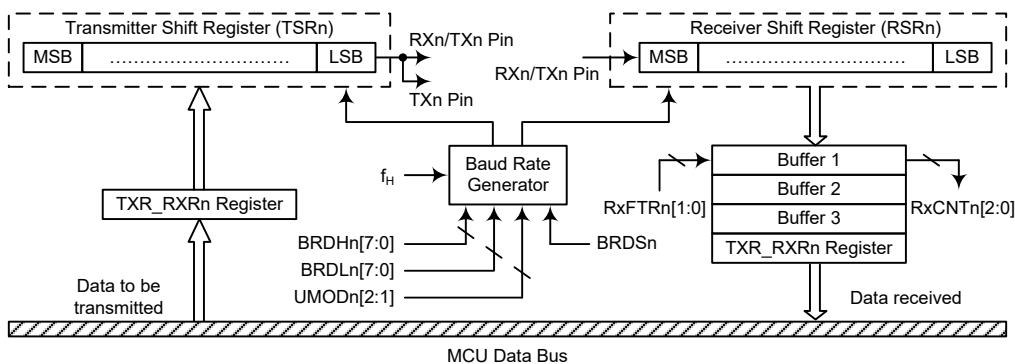 Transmitter Shift Register (TSRn)
MSB ................................ LSB
RXn/TXn Pin
TXn Pin
Receiver Shift Register (RSRn)
RXn/TXn Pin
MSB ................................ LSB
fH
Baud Rate
Generator
TXR_RXRn Register
BRDHn[7:0]
BRDLn[7:0]
UMODn[2:1]
BRDSn
RxFTRn[1:0]
Buffer 1
Buffer 2
Buffer 3
TXR_RXRn Register
RxCNTn[2:0]
Data to be
transmitted
Data received
MCU Data Bus